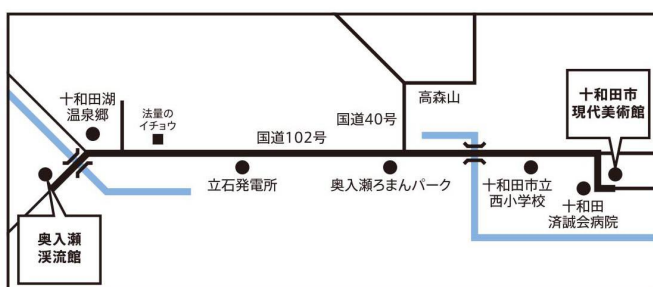 十和田湖
温泉郷
法量の
イチョウ
国道102号
国道40号
高森山
十和田市
現代美術館
立石発電所
奥入瀬ろまんパーク
十和田市立
西小学校
十和田
済誠会病院
奥入瀬
渓流館